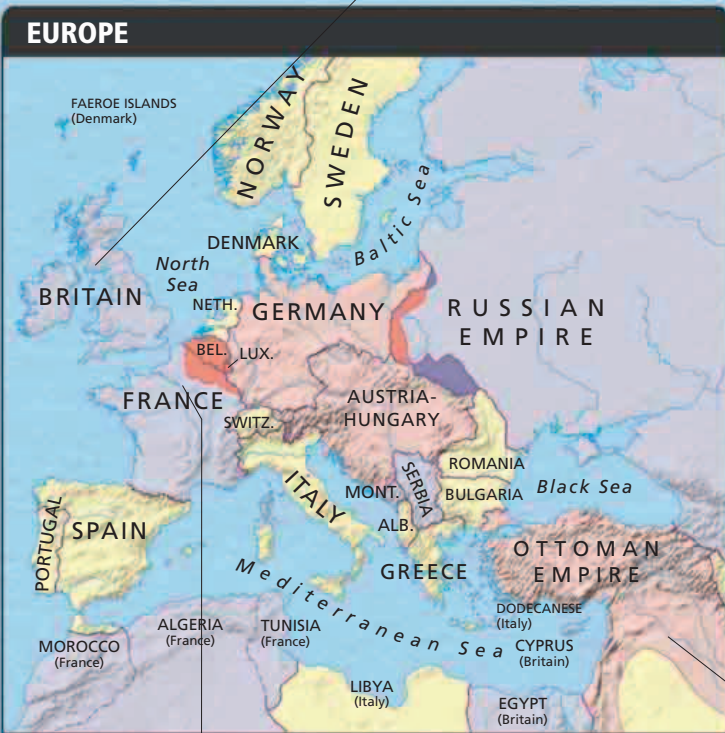 EUROPE
FAEROE ISLANDS
(Denmark)
NORWAY
SWEDEN
Baltic Sea
DENMARK
North
Sea
BRITAIN
NETH.
GERMANY
RUSSIAN
EMPIRE
BEL.
LUX.
FRANCE
AUSTRIA-
HUNGARY
SWITZ.
ROMANIA
SERBIA
ITALY
MONT.
BULGARIA
Black Sea
PORTUGAL
SPAIN
ALB.
OTTOMAN
EMPIRE
GREECE
Mediterranean Sea
DODECANESE
(Italy)
ALGERIA
(France)
TUNISIA
(France)
MOROCCO
(France)
CYPRUS
(Britain)
LIBYA
(Italy)
EGYPT
(Britain)